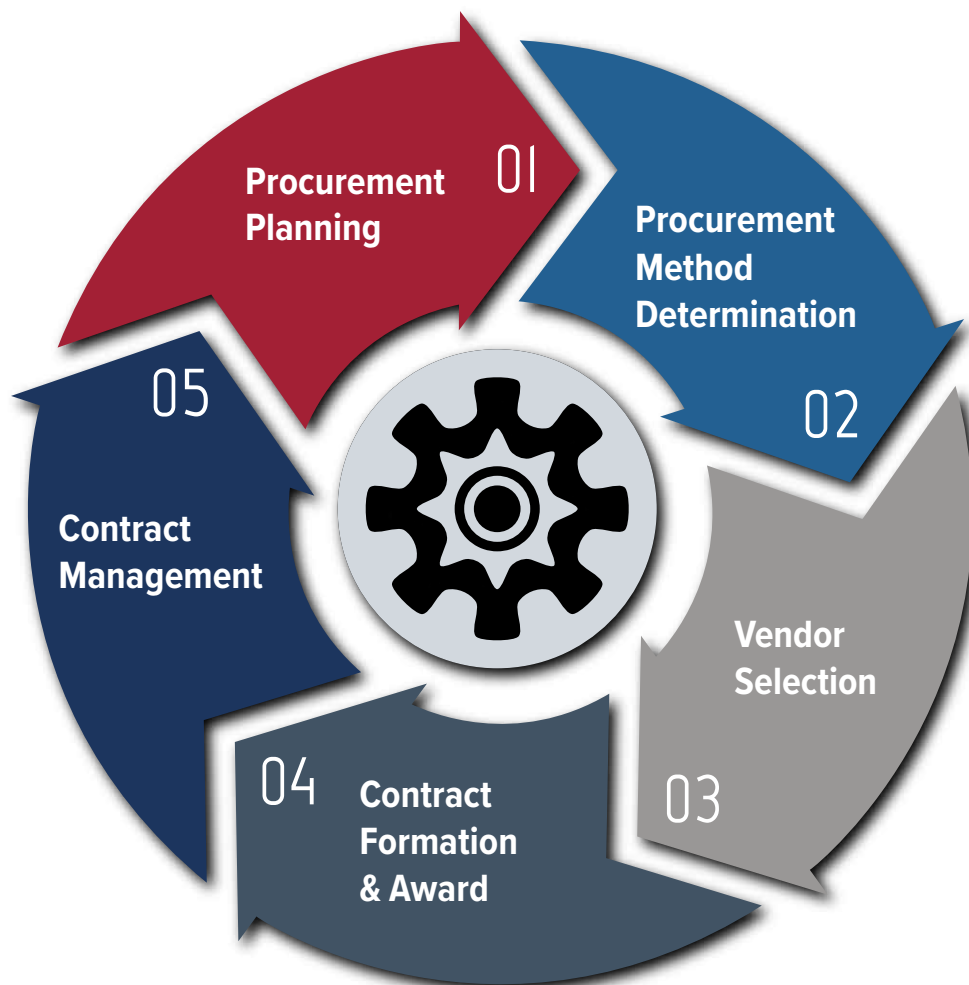 01
Procurement
Planning
Procurement
Method
Determination
02
Vendor
Selection
03
04
Contract
Formation
& Award
05
Contract
Management